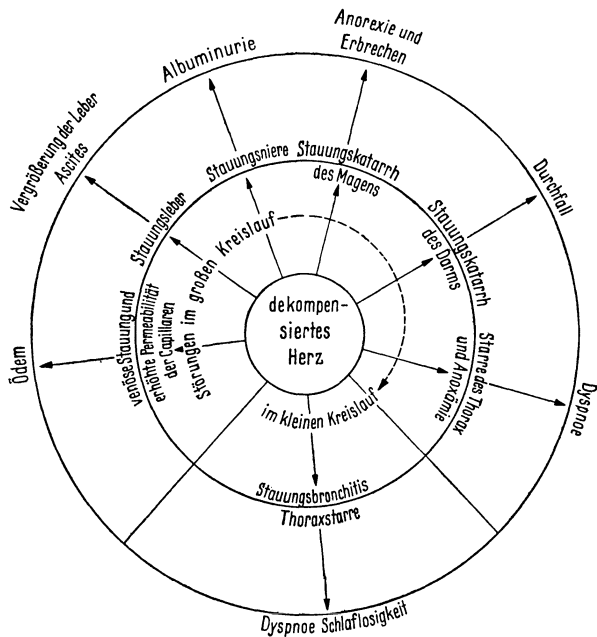 Anorexie und
Erbrechen
Albuminurie
Vergrößerung der Leber
Ascites
Durchfall
Stauungsniere
Stauungskatarrh
des Magens
Stauungsleber
Stauungskatarrh
des Darms
Störungen im großen Kreislauf
dekompen-
siertes
Herz
venöse Stauung und
erhöhte Permeabilität
der Capillaren
Ödem
Starre des Thorax
und Anoxämie
Dyspnoe
im kleinen Kreislauf
Stauungsbronchitis
Thoraxstarre
Dyspnoe Schlaflosigkeit